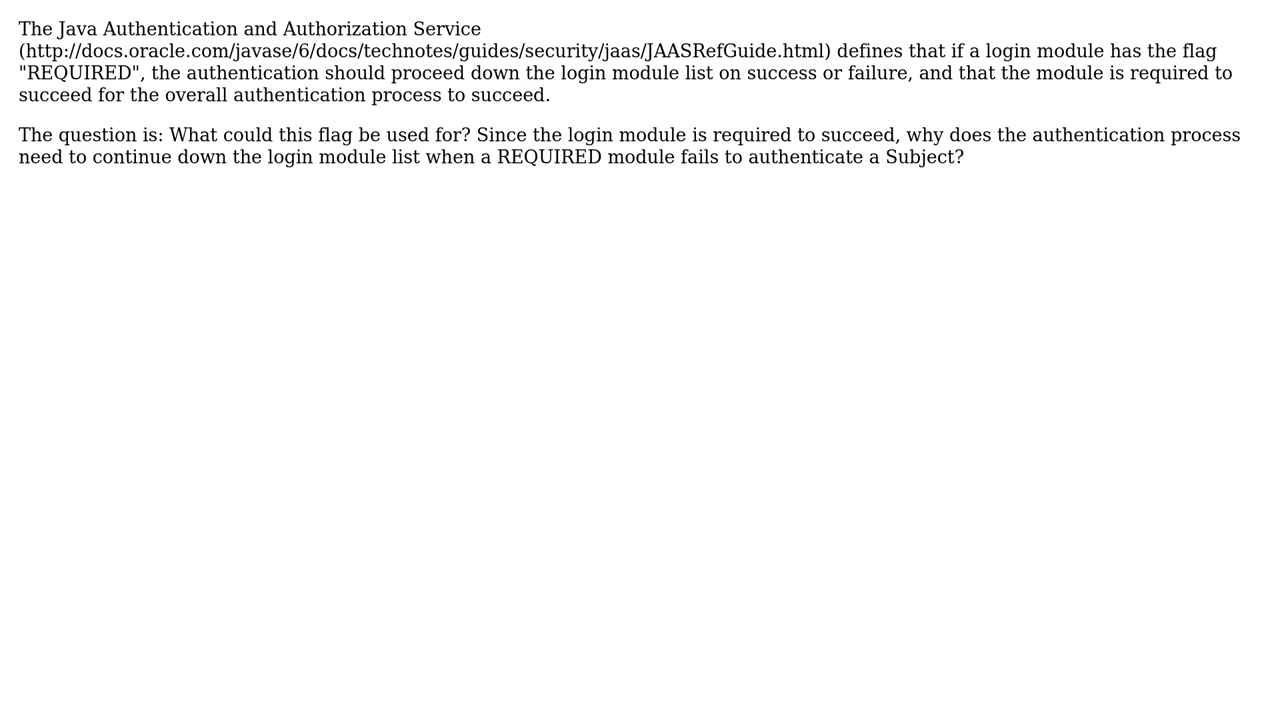 The Java Authentication and Authorization Service
(http://docs.oracle.com/javase/6/docs/technotes/guides/security/jaas/JAASRefGuide.html) defines that if a login module has the flag
"REQUIRED", the authentication should proceed down the login module list on success or failure, and that the module is required to
succeed for the overall authentication process to succeed.
The question is: What could this flag be used for? Since the login module is required to succeed, why does the authentication process
need to continue down the login module list when a REQUIRED module fails to authenticate a Subject?